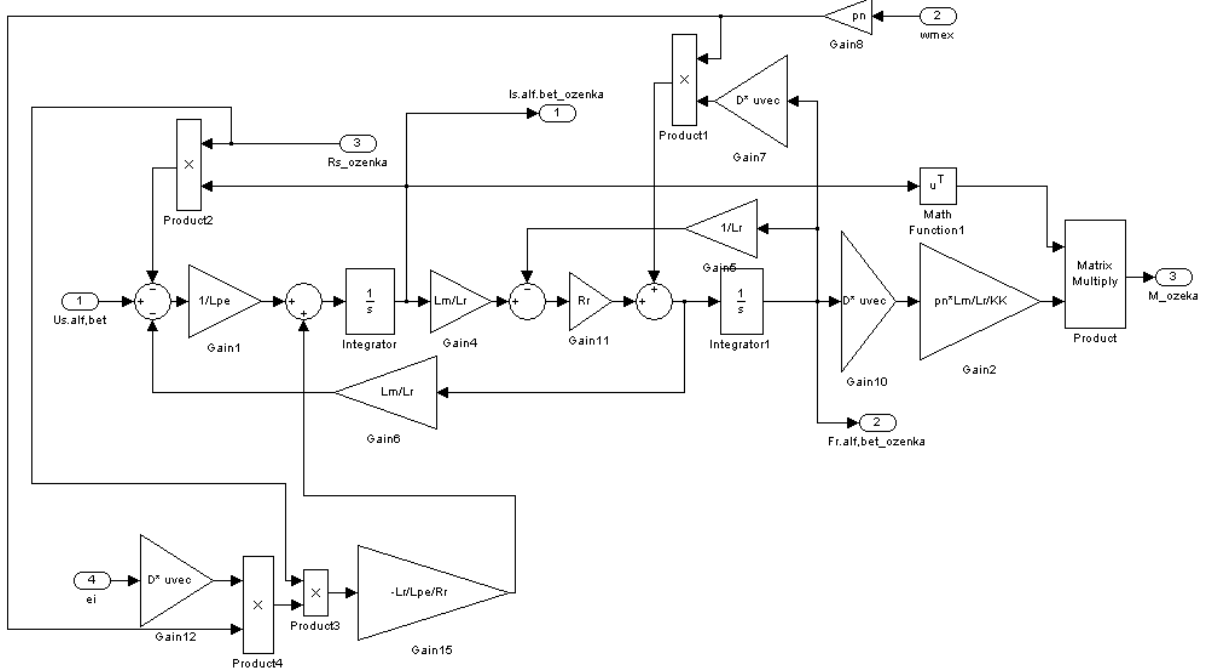 pn
2
Gain8
wmex
Is.alf.bet_ozenka
1
×
D* uvec
Product1
Gain7
3
Rs_ozenka
×
Product2
u^T
Math
Function1
1/Lr
Gain5
1
Us.alf,bet
1/Lpe
Gain1
1
s
Integrator
Lm/Lr
Gain4
Rr
Gain11
1
s
Integrator1
D* uvec
Gain10
pn*Lm/Lr/KK
Gain2
Matrix
Multiply
Product
3
M_ozeka
Lm/Lr
Gain6
2
Fr.alf,bet_ozenka
4
ei
D* uvec
Gain12
×
Product4
×
Product3
-Lr/Lpe/Rr
Gain15